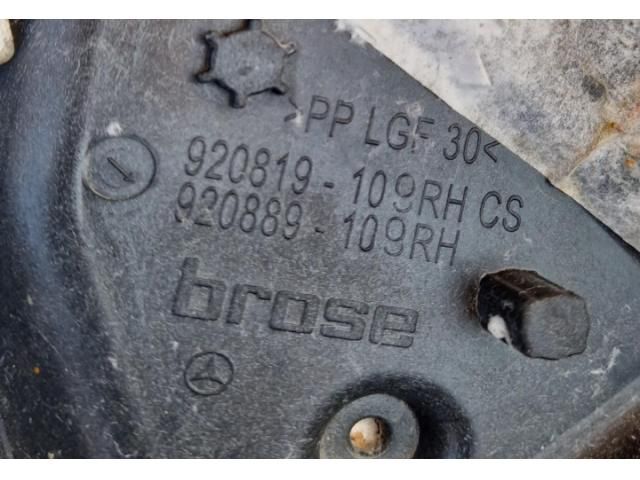 >PP LGF 30<
920819 - 109RH CS
920889 - 109RH
brose